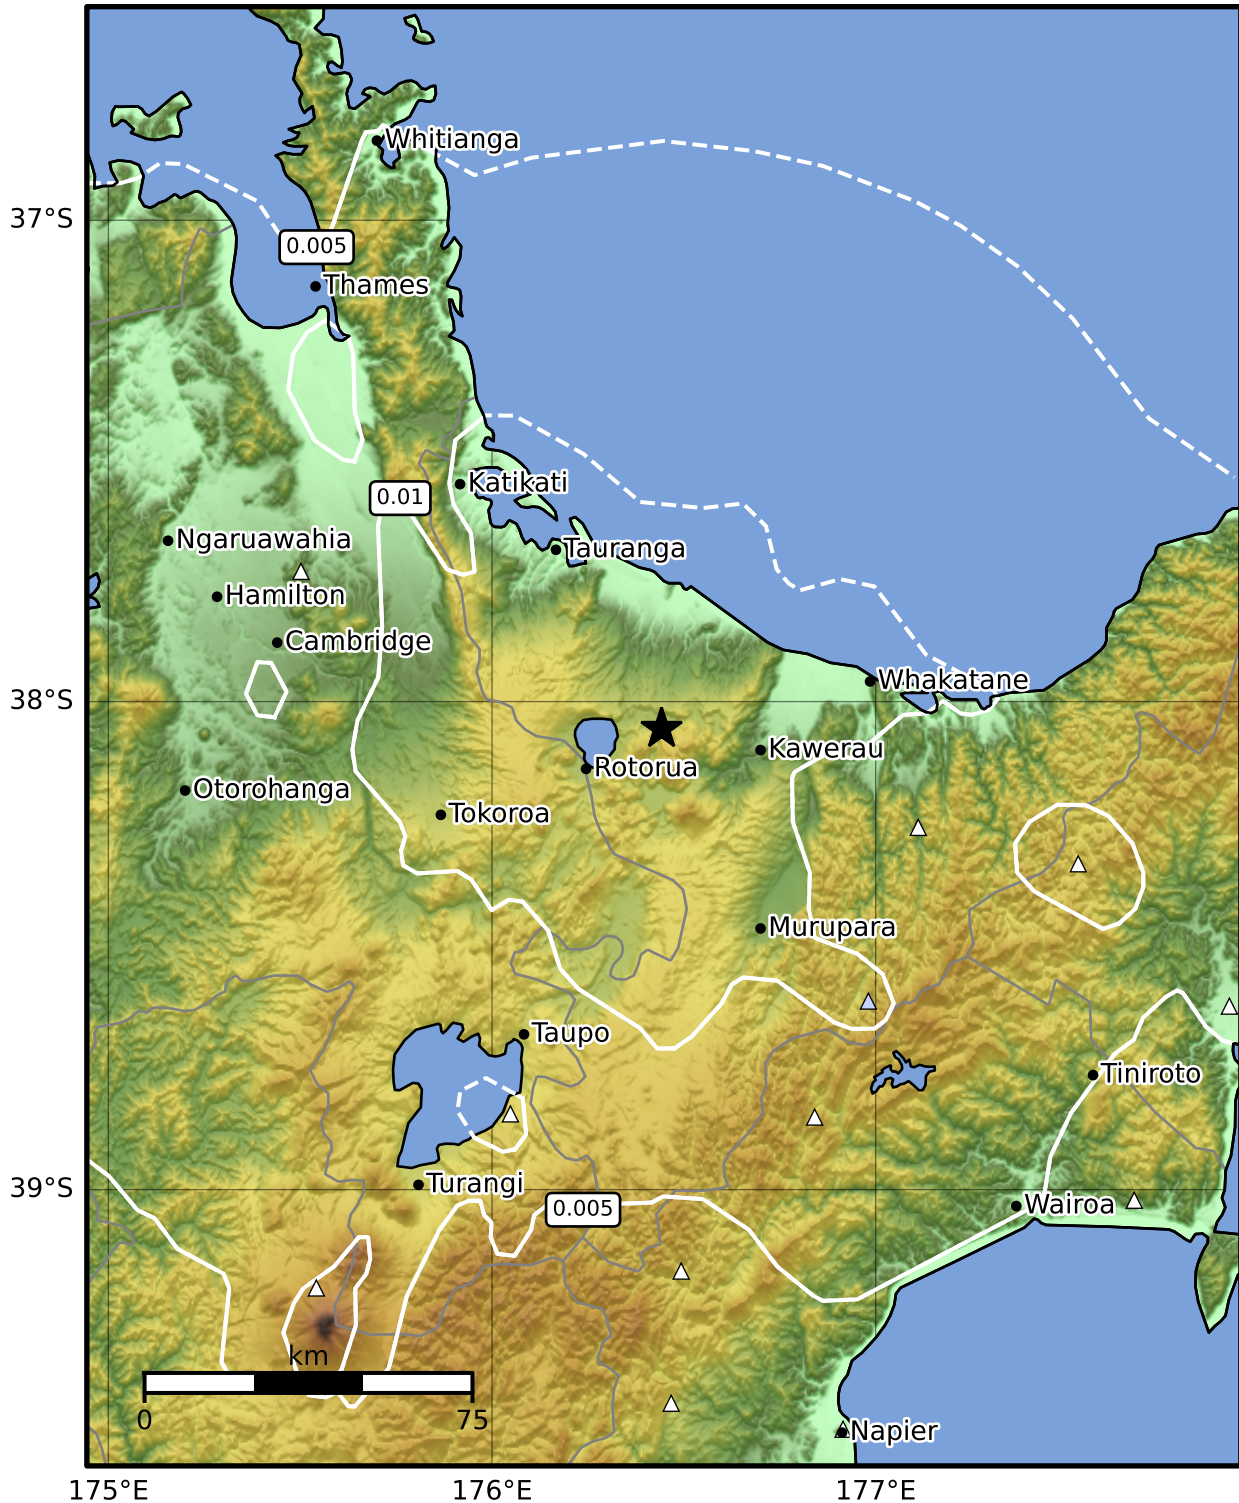 Whitianga
37°S
0.005
Thames
Katikati
0.01
Ngaruawahia
Tauranga
Hamilton
Cambridge
Whakatane
38°S
Kawerau
Rotorua
Otorohanga
Tokoroa
Murupara
Taupo
Tiniroto
39°S
Turangi
0.005
Wairoa
km
0
75
Napier
175°E
176°E
177°E